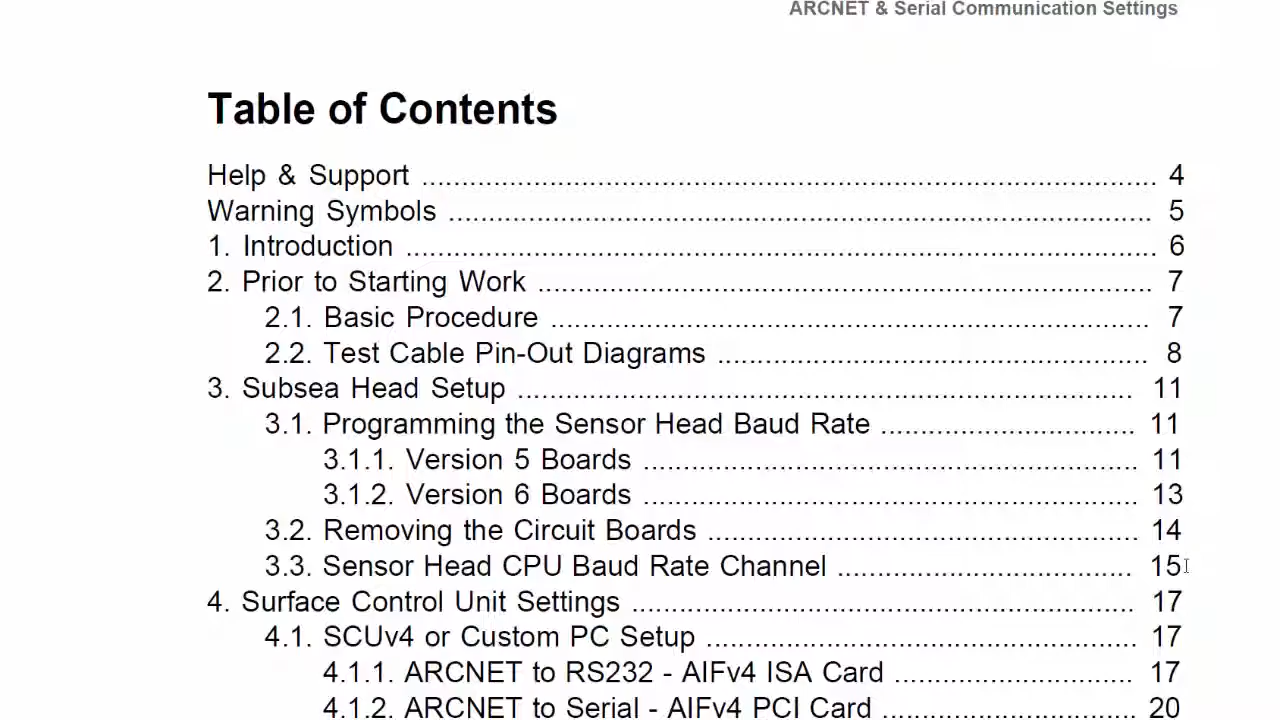 ARCNET & Serial Communication Settings
Table of Contents
Help & Support ........................................................................................ 4
Warning Symbols ..................................................................................... 5
1. Introduction .......................................................................................... 6
2. Prior to Starting Work .......................................................................... 7
2.1. Basic Procedure ........................................................................ 7
2.2. Test Cable Pin-Out Diagrams ..................................................... 8
3. Subsea Head Setup ............................................................................ 11
3.1. Programming the Sensor Head Baud Rate ................................ 11
3.1.1. Version 5 Boards ............................................................. 11
3.1.2. Version 6 Boards ............................................................. 13
3.2. Removing the Circuit Boards ..................................................... 14
3.3. Sensor Head CPU Baud Rate Channel ..................................... 15
4. Surface Control Unit Settings .............................................................. 17
4.1. SCUv4 or Custom PC Setup ..................................................... 17
4.1.1. ARCNET to RS232 - AIFv4 ISA Card .............................. 17
4.1.2. ARCNET to Serial - AIFv4 PCI Card ................................ 20